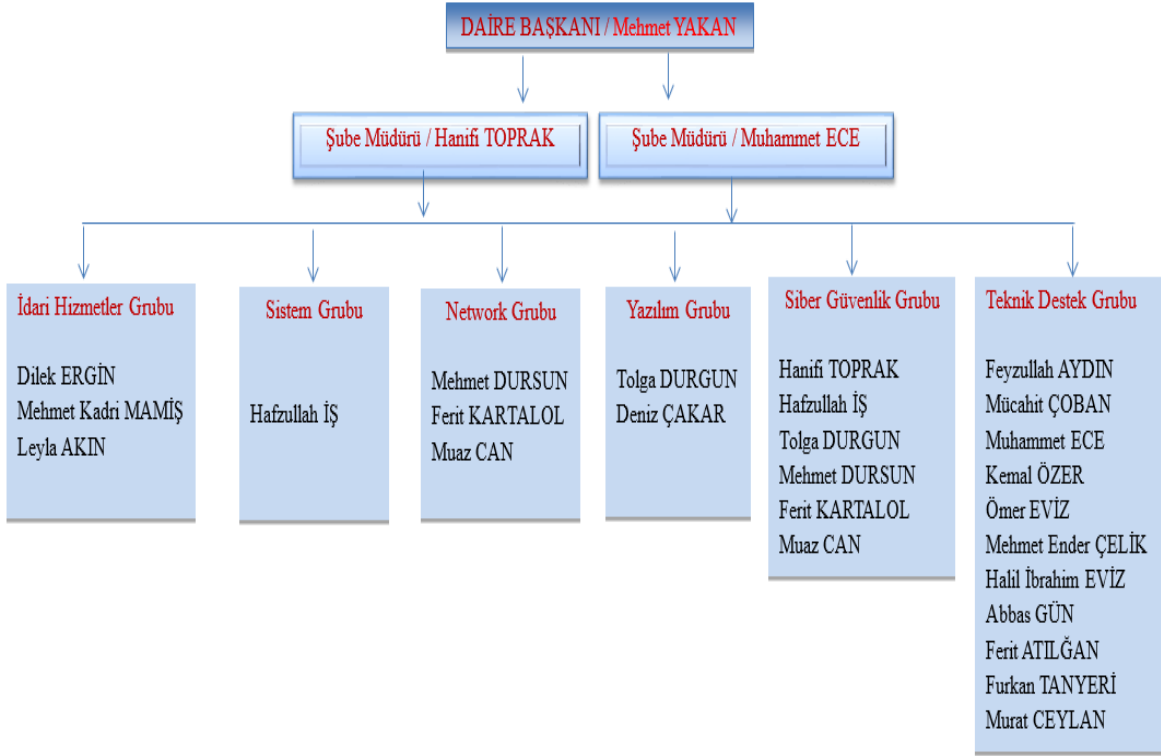 DAİRE BAŞKANI / Mehmet YAKAN
Şube Müdürü / Hanifi TOPRAK
Şube Müdürü / Muhammet ECE
İdari Hizmetler Grubu
Dilek ERGİN
Mehmet Kadri MAMİŞ
Leyla AKIN
Sistem Grubu
Hafzullah İŞ
Network Grubu
Mehmet DURSUN
Ferit KARTALOL
Muaz CAN
Yazılım Grubu
Tolga DURGUN
Deniz ÇAKAR
Siber Güvenlik Grubu
Hanifi TOPRAK
Hafzullah İŞ
Tolga DURGUN
Mehmet DURSUN
Ferit KARTALOL
Muaz CAN
Teknik Destek Grubu
Feyzullah AYDIN
Mücahit ÇOBAN
Muhammet ECE
Kemal ÖZER
Ömer EVİZ
Mehmet Ender ÇELİK
Halil İbrahim EVİZ
Abbas GÜN
Ferit ATILĞAN
Furkan TANYERİ
Murat CEYLAN